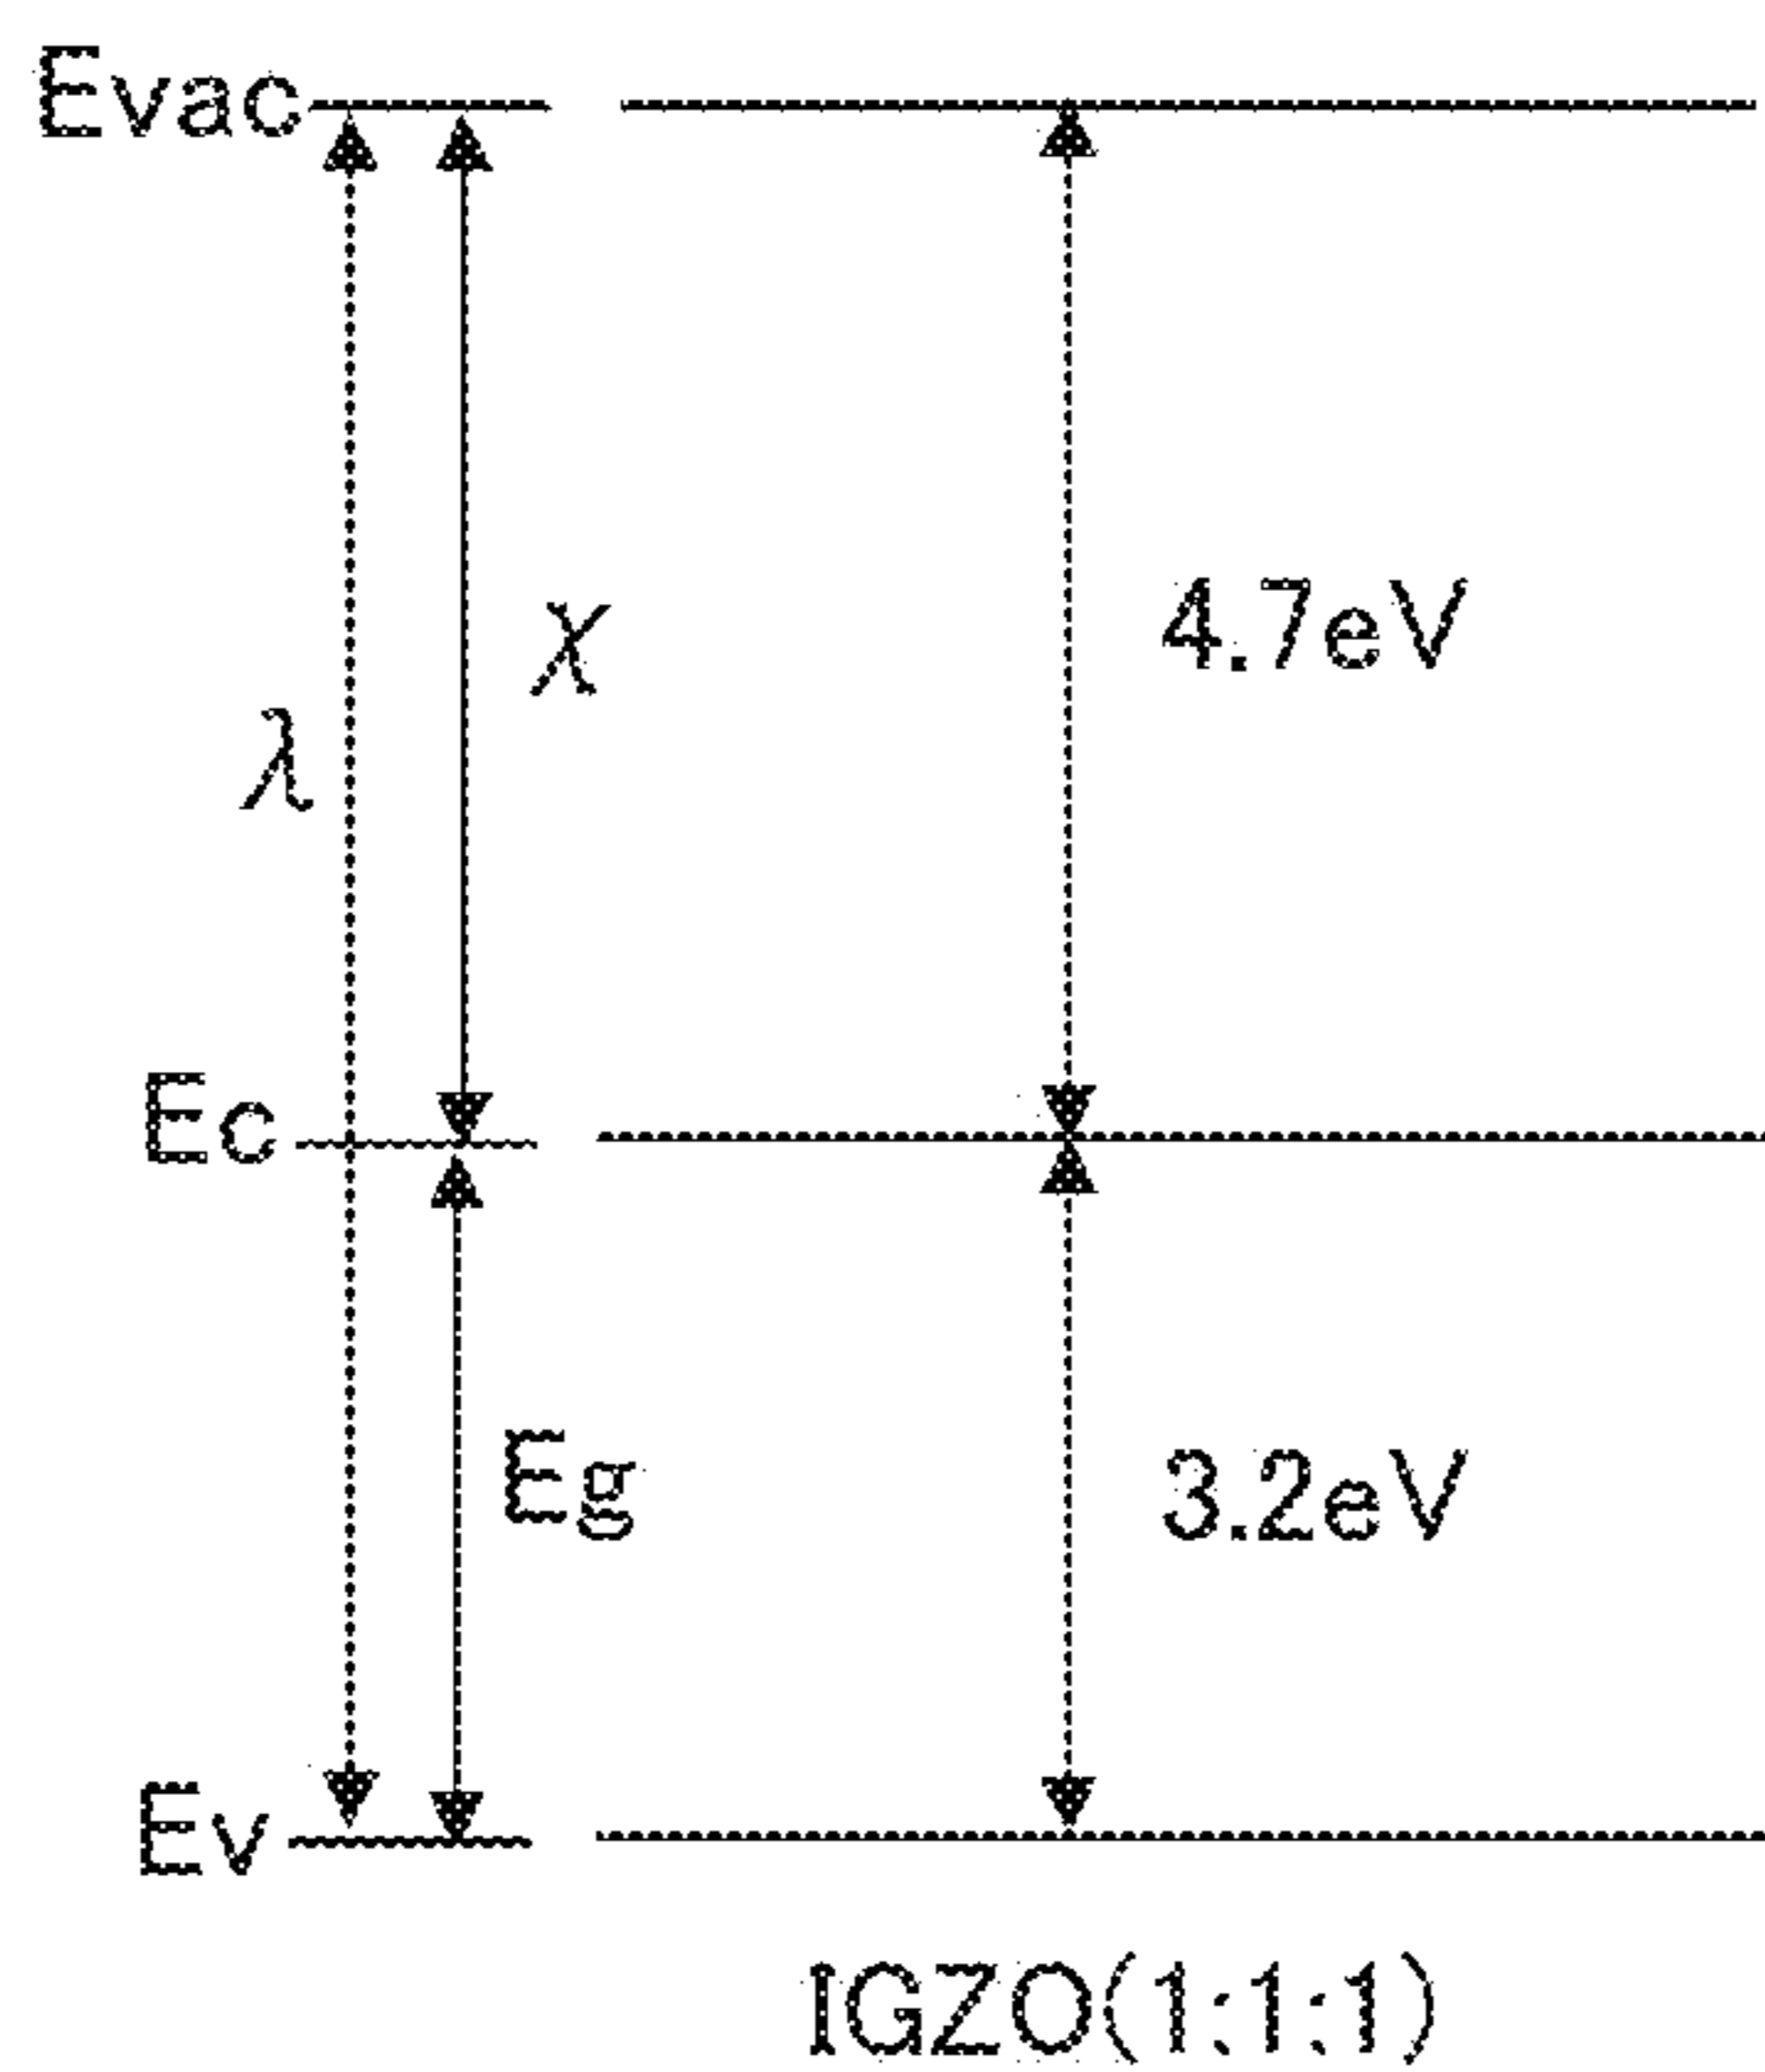 Evac
4.7eV
χ
λ
Ec
Eg
3.2eV
Ev
IGZO(1:1:1)